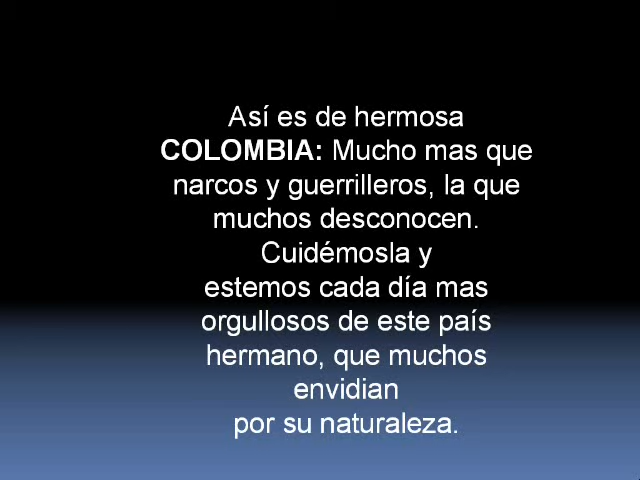 Así es de hermosa
COLOMBIA: Mucho mas que
narcos y guerrilleros, la que
muchos desconocen.
Cuidémosla y
estemos cada día mas
orgullosos de este país
hermano, que muchos
envidian
por su naturaleza.